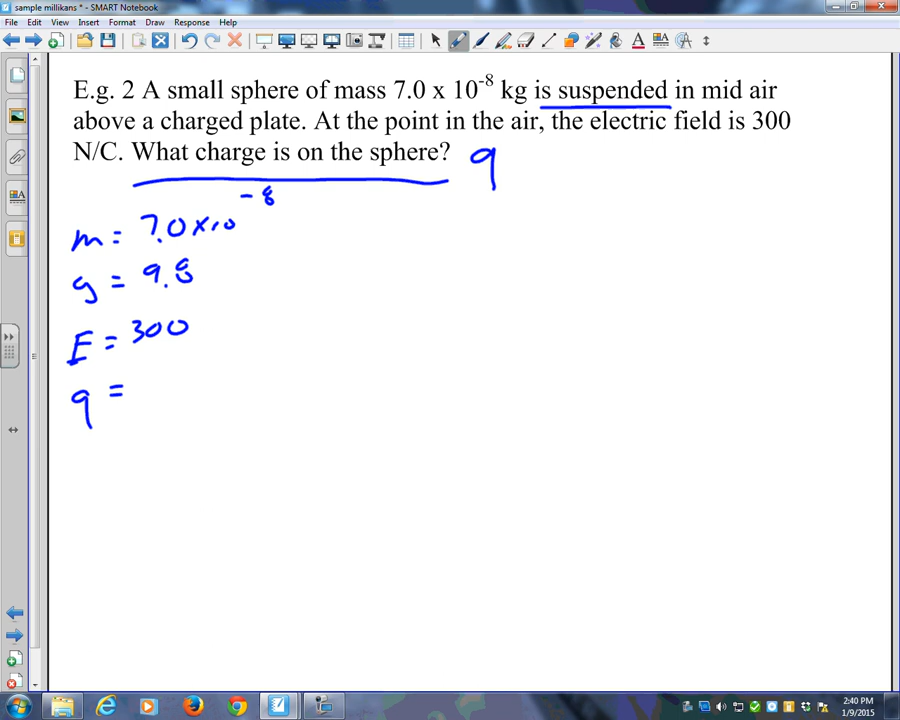 sample millikans * - SMART Notebook
File Edit View Insert Format Draw Response Help
E.g. 2 A small sphere of mass 7.0 x 10⁻⁸ kg is suspended in mid air
above a charged plate. At the point in the air, the electric field is 300
N/C. What charge is on the sphere? q
m = 7.0 x 10⁻⁸
g = 9.8
E = 300
q =
2:40 PM
1/9/2015